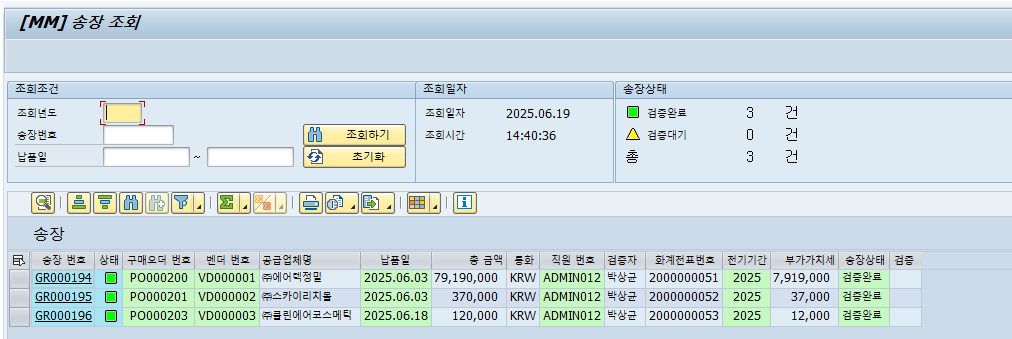 [MM] 송장 조회
조회조건
조회년도
송장번호
조회하기
납품일 ~
초기화
조회일자
조회일자 2025.06.19
조회시간 14:40:36
송장상태
검증완료 3 건
검증대기 0 건
총 3 건
송장
송장 번호 상태 구매오더 번호 벤더 번호 공급업체명 납품일 총 금액 통화 직원 번호 검증자 회계전표번호 전기기간 부가가치세 송장상태 검증
GR000194 PO000200 VD000001 ㈜에어렉정밀 2025.06.03 79,190,000 KRW ADMIN012 박상균 2000000051 2025 7,919,000 검증완료
GR000195 PO000201 VD000002 ㈜스카이리치몰 2025.06.03 370,000 KRW ADMIN012 박상균 2000000052 2025 37,000 검증완료
GR000196 PO000203 VD000003 ㈜클린에어코스메틱 2025.06.18 120,000 KRW ADMIN012 박상균 2000000053 2025 12,000 검증완료